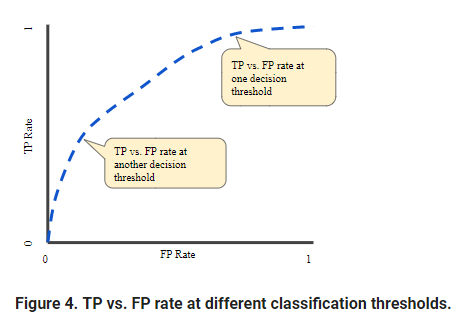 1
TP vs. FP rate at
one decision
threshold
TP Rate
TP vs. FP rate at
another decision
threshold
0
0
FP Rate
1
Figure 4. TP vs. FP rate at different classification thresholds.